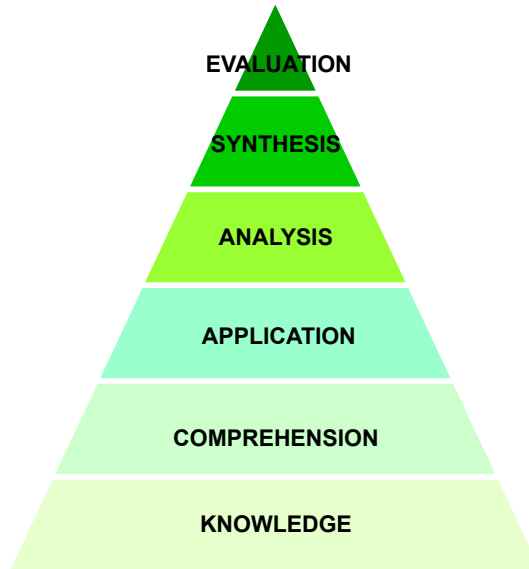 EVALUATION
SYNTHESIS
ANALYSIS
APPLICATION
COMPREHENSION
KNOWLEDGE